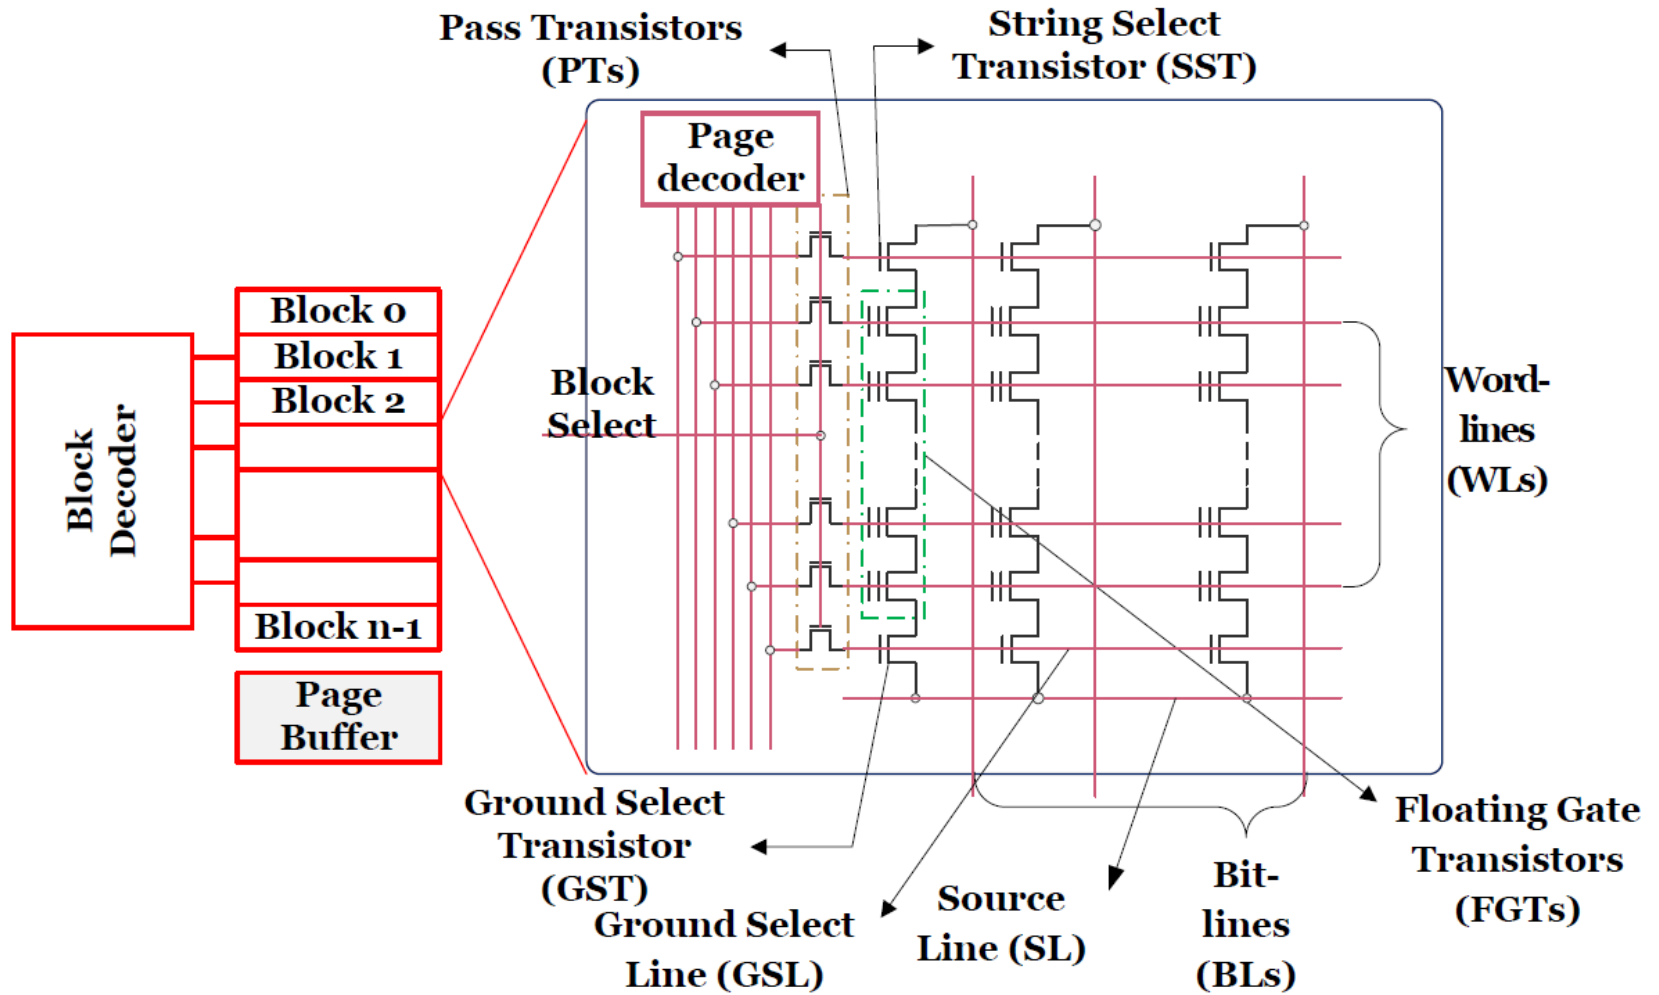 Pass Transistors
(PTs)
String Select
Transistor (SST)
Page
decoder
Block 0
Block 1
Block 2
Block n-1
Block
Decoder
Page
Buffer
Block
Select
Word-
lines
(WLs)
Ground Select
Transistor
(GST)
Ground Select
Line (GSL)
Source
Line (SL)
Bit-
lines
(BLs)
Floating Gate
Transistors
(FGTs)